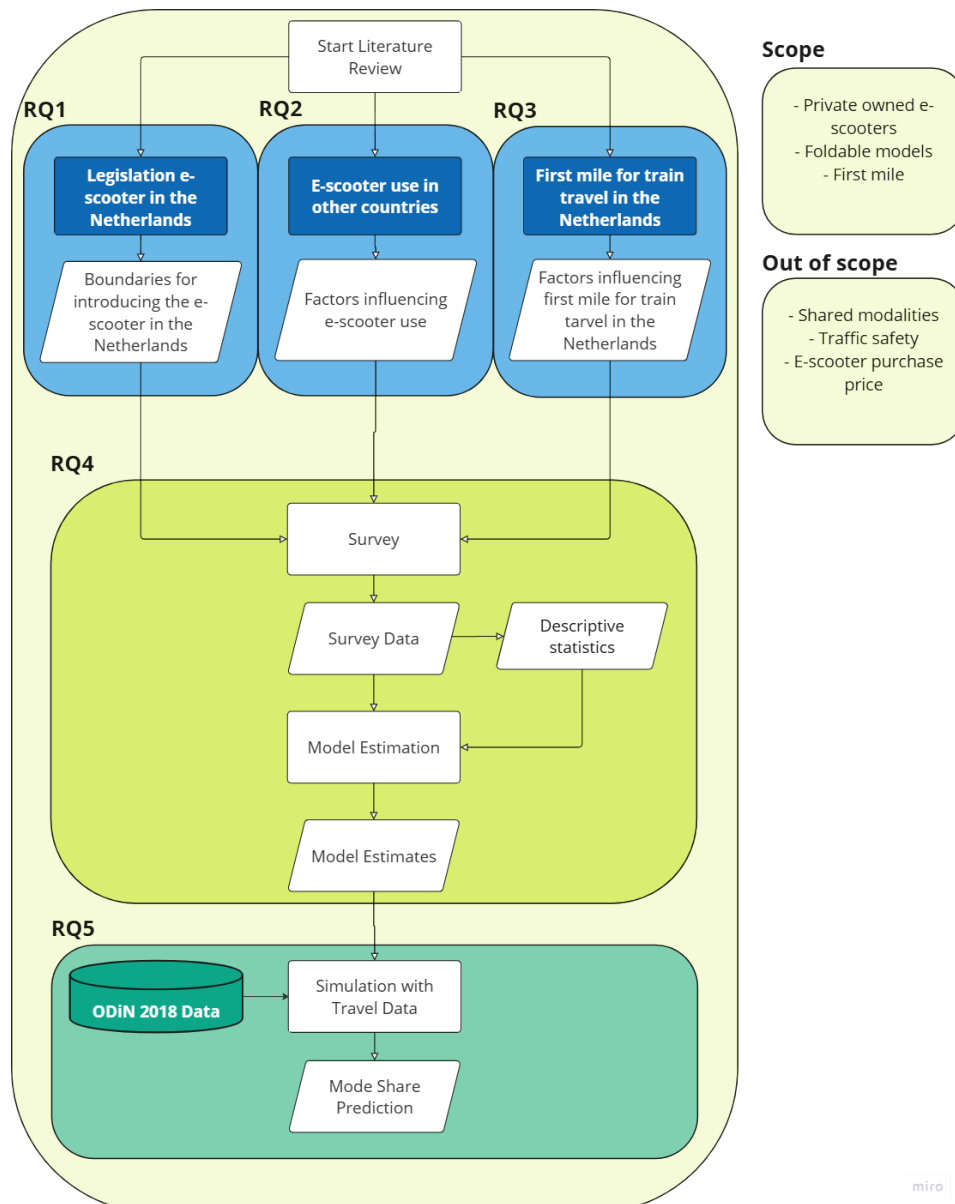 Start Literature
Review
Scope
- Private owned e-
scooters
- Foldable models
- First mile
RQ1
RQ2
RQ3
Legislation e-
scooter in the
Netherlands
E-scooter use in
other countries
First mile for train
travel in the
Netherlands
Out of scope
- Shared modalities
- Traffic safety
- E-scooter purchase
price
Boundaries for
introducing the e-
scooter in the
Netherlands
Factors influencing
e-scooter use
Factors influencing
first mile for train
tarvel in the
Netherlands
RQ4
Survey
Survey Data
Descriptive
statistics
Model Estimation
Model Estimates
RQ5
ODiN 2018 Data
Simulation with
Travel Data
Mode Share
Prediction
miro